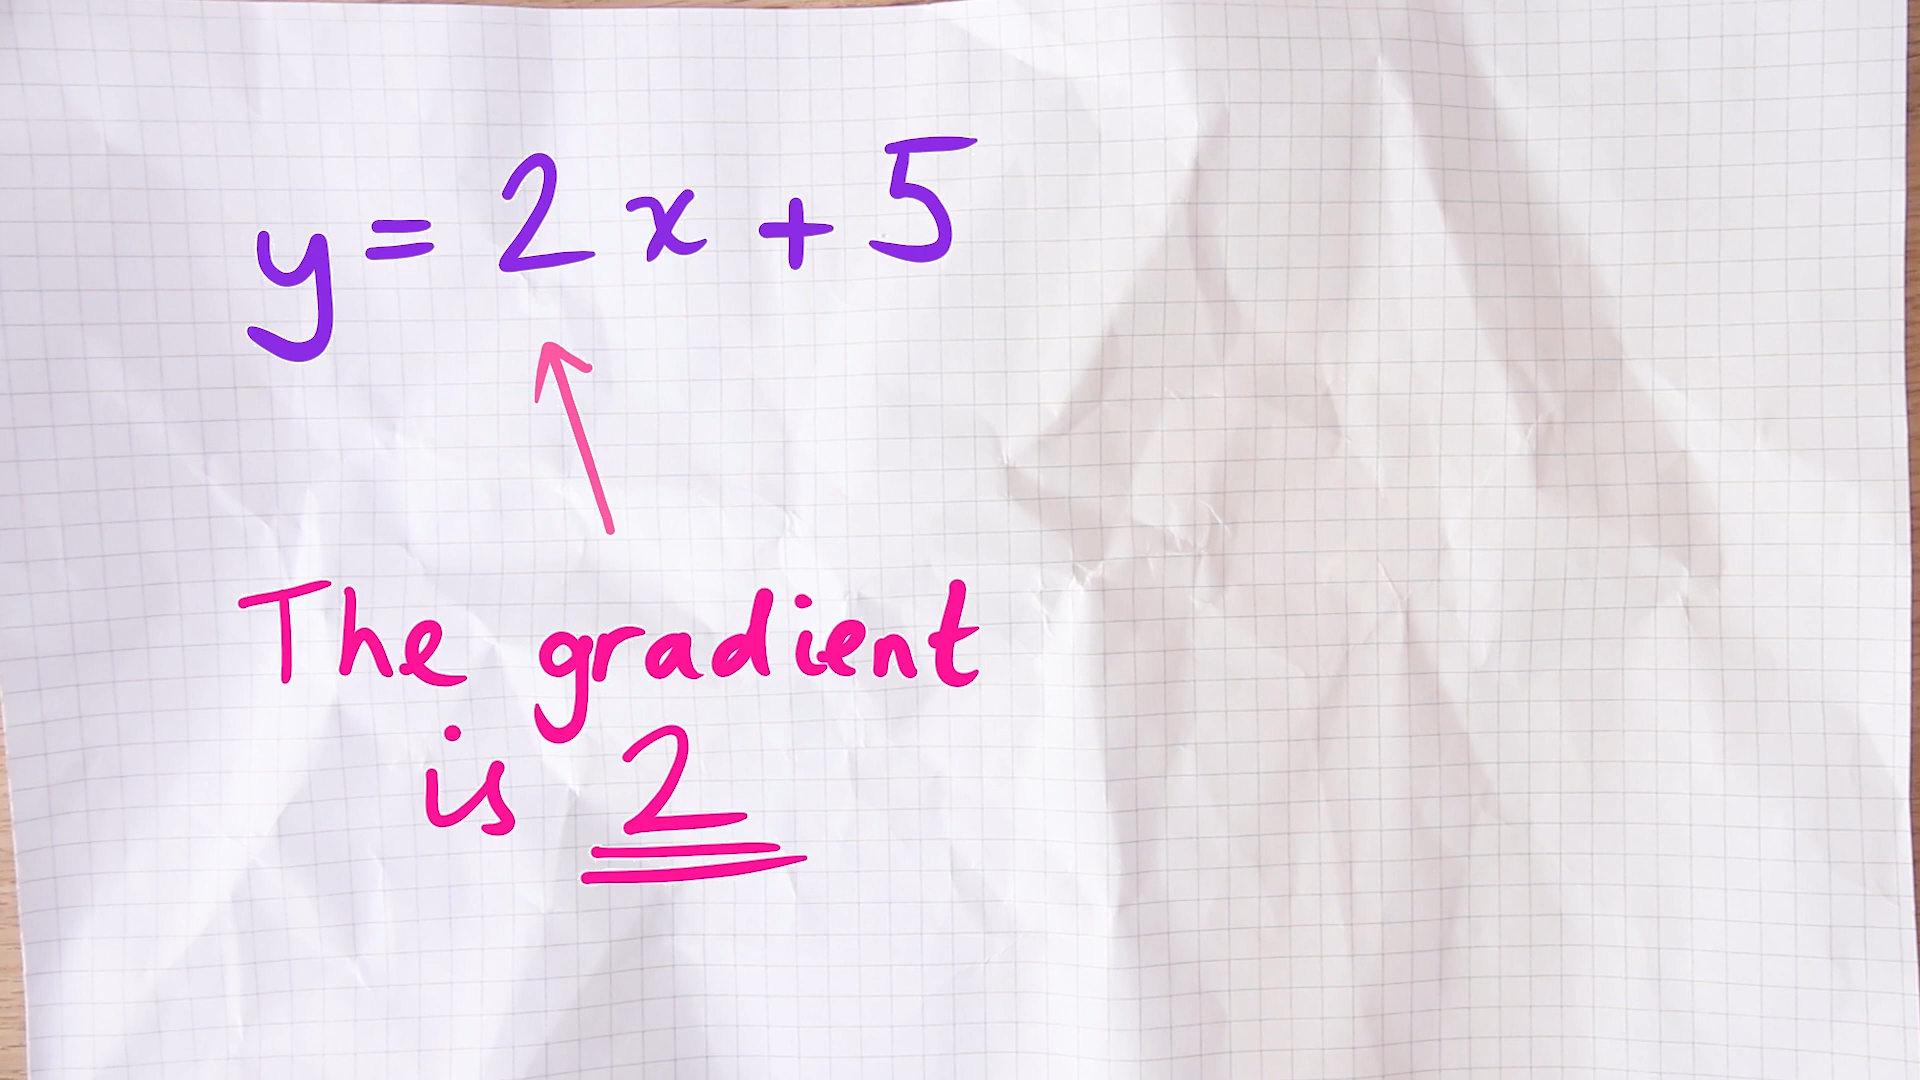 y = 2x + 5
The gradient
is 2